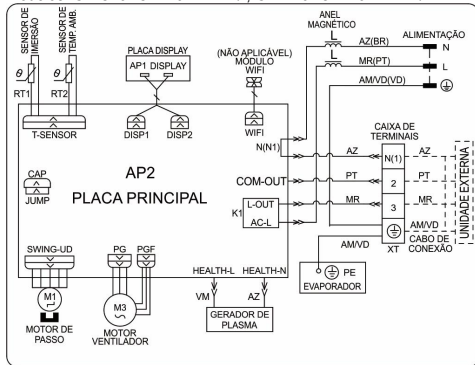 SENSOR DE
IMERSÃO
SENSOR DE
TEMP. AMB.
θ
RT1
θ
RT2
T-SENSOR
PLACA DISPLAY
AP1 DISPLAY
DISP1
DISP2
(NÃO APLICÁVEL)
MÓDULO
WIFI
WIFI
ANEL
MAGNÉTICO
L
AZ(BR)
L
MR(PT)
AM/VD(VD)
ALIMENTAÇÃO
N
L
N(N1)
AZ
COM-OUT
PT
L-OUT
MR
K1
AC-L
CAIXA DE
TERMINAIS
N(1)
AZ
2
PT
3
MR
AM/VD
XT
CABO DE
CONEXÃO
UNIDADE EXTERNA
AM/VD
PE
EVAPORADOR
AP2
PLACA PRINCIPAL
CAP
JUMP
SWING-UD
PG
PGF
HEALTH-L
HEALTH-N
VM
AZ
GERADOR DE
PLASMA
M1
MOTOR DE
PASSO
M3
MOTOR
VENTILADOR